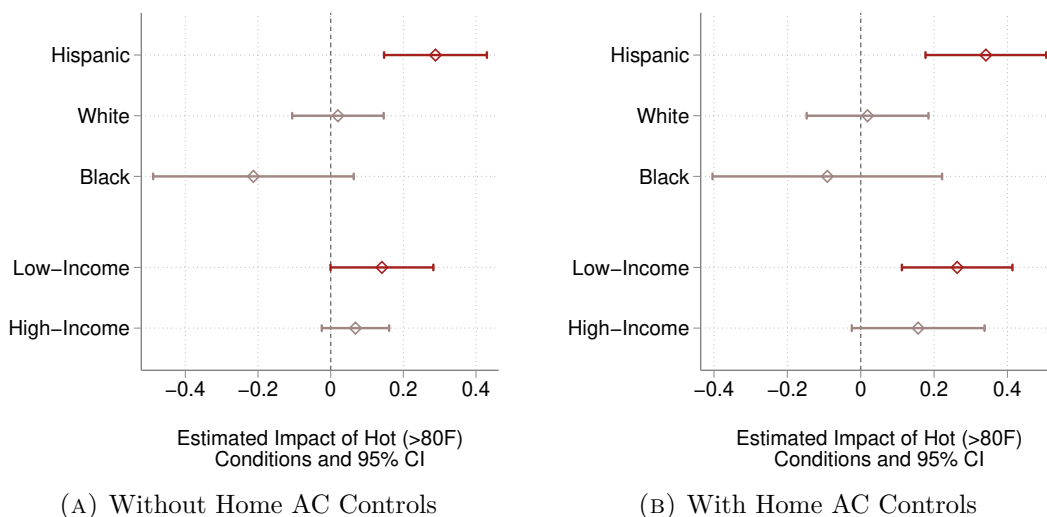 Hispanic
White
Black
Low−Income
High−Income
−0.4 −0.2 0 0.2 0.4
Estimated Impact of Hot (>80F)
Conditions and 95% CI
(A) Without Home AC Controls
Hispanic
White
Black
Low−Income
High−Income
−0.4 −0.2 0 0.2 0.4
Estimated Impact of Hot (>80F)
Conditions and 95% CI
(B) With Home AC Controls